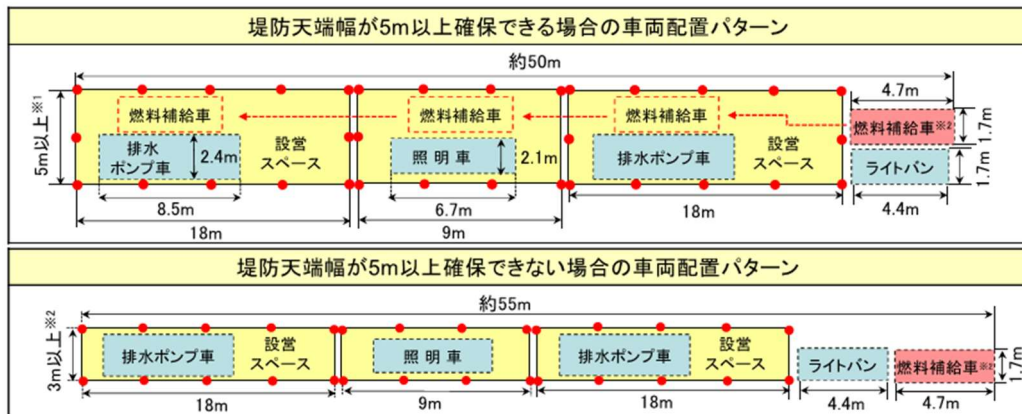 堤防天端幅が5m以上確保できる場合の車両配置パターン
約50m
5m以上※1
燃料補給車
燃料補給車
燃料補給車
4.7m
燃料補給車※2
1.7m
排水
ポンプ車
2.4m
設営
スペース
照明車
2.1m
排水ポンプ車
設営
スペース
ライトバン
1.7m
8.5m
6.7m
4.4m
18m
9m
18m
堤防天端幅が5m以上確保できない場合の車両配置パターン
約55m
3m以上※2
排水ポンプ車
設営
スペース
照明車
排水ポンプ車
設営
スペース
ライトバン
燃料補給車※2
1.7m
18m
9m
18m
4.4m
4.7m